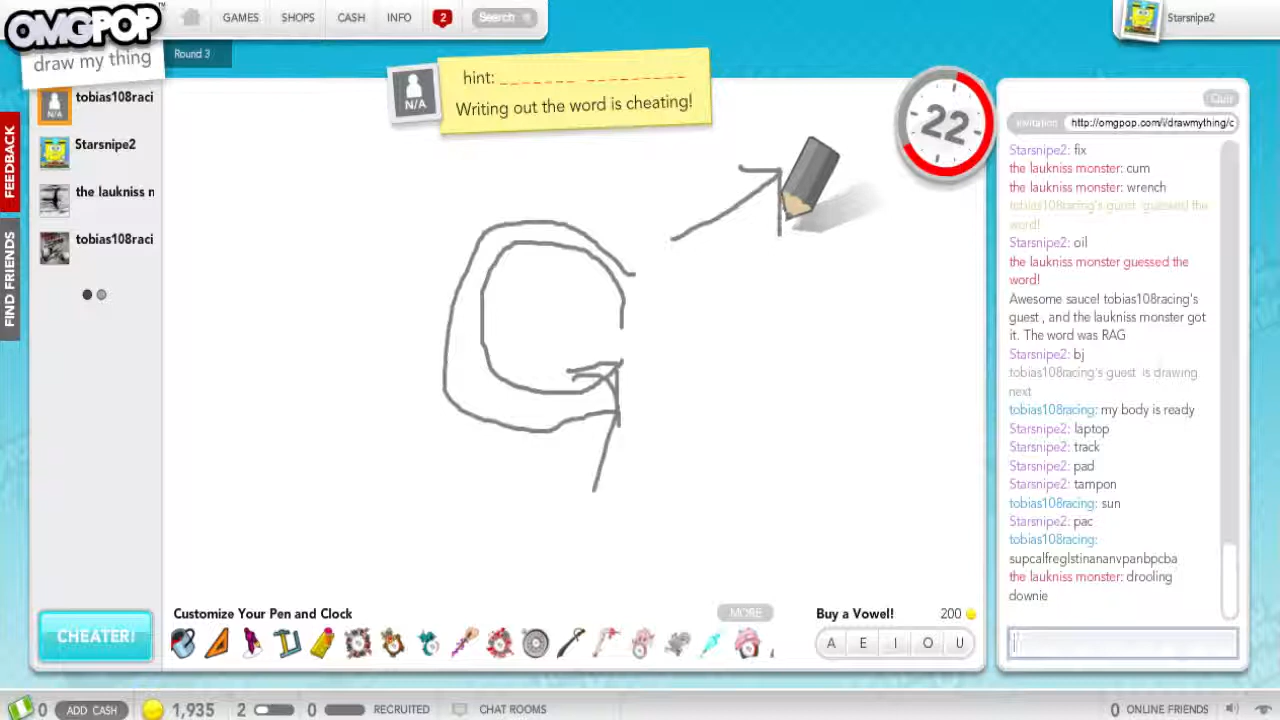 OMGPOP™
GAMES
SHOPS
CASH
INFO
2
Search
Starsnipe2
draw my thing
Round 3
N/A
hint: _ _ _ _ _ _ _ _ _ _ _ _ _ _ _
Writing out the word is cheating!
22
FEEDBACK
FIND FRIENDS
N/A
tobias108raci
Starsnipe2
the laukniss n
tobias108raci
Quit
invitation
http://omgpop.com/l/drawmything/c
Starsnipe2: fix
the laukniss monster: cum
the laukniss monster: wrench
tobias108racing's guest guessed the
word!
Starsnipe2: oil
the laukniss monster guessed the
word!
Awesome sauce! tobias108racing's
guest , and the laukniss monster got
it. The word was RAG
Starsnipe2: bj
tobias108racing's guest is drawing
next
tobias108racing: my body is ready
Starsnipe2: laptop
Starsnipe2: track
Starsnipe2: pad
Starsnipe2: tampon
tobias108racing: sun
Starsnipe2: pac
tobias108racing:
supcalfreglstinananvpanbpcba
the laukniss monster: drooling
downie
CHEATER!
Customize Your Pen and Clock
MORE
Buy a Vowel!
200
A E I O U
0
ADD CASH
1,935
2
0
RECRUITED
CHAT ROOMS
0 ONLINE FRIENDS